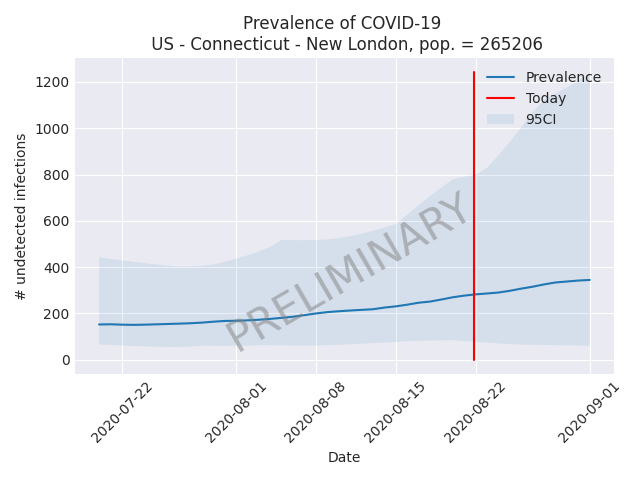 Prevalence of COVID-19
US - Connecticut - New London, pop. = 265206
# undetected infections
1200
1000
800
600
400
200
0
Prevalence
Today
95CI
PRELIMINARY
2020-07-22
2020-08-01
2020-08-08
2020-08-15
2020-08-22
2020-09-01
Date